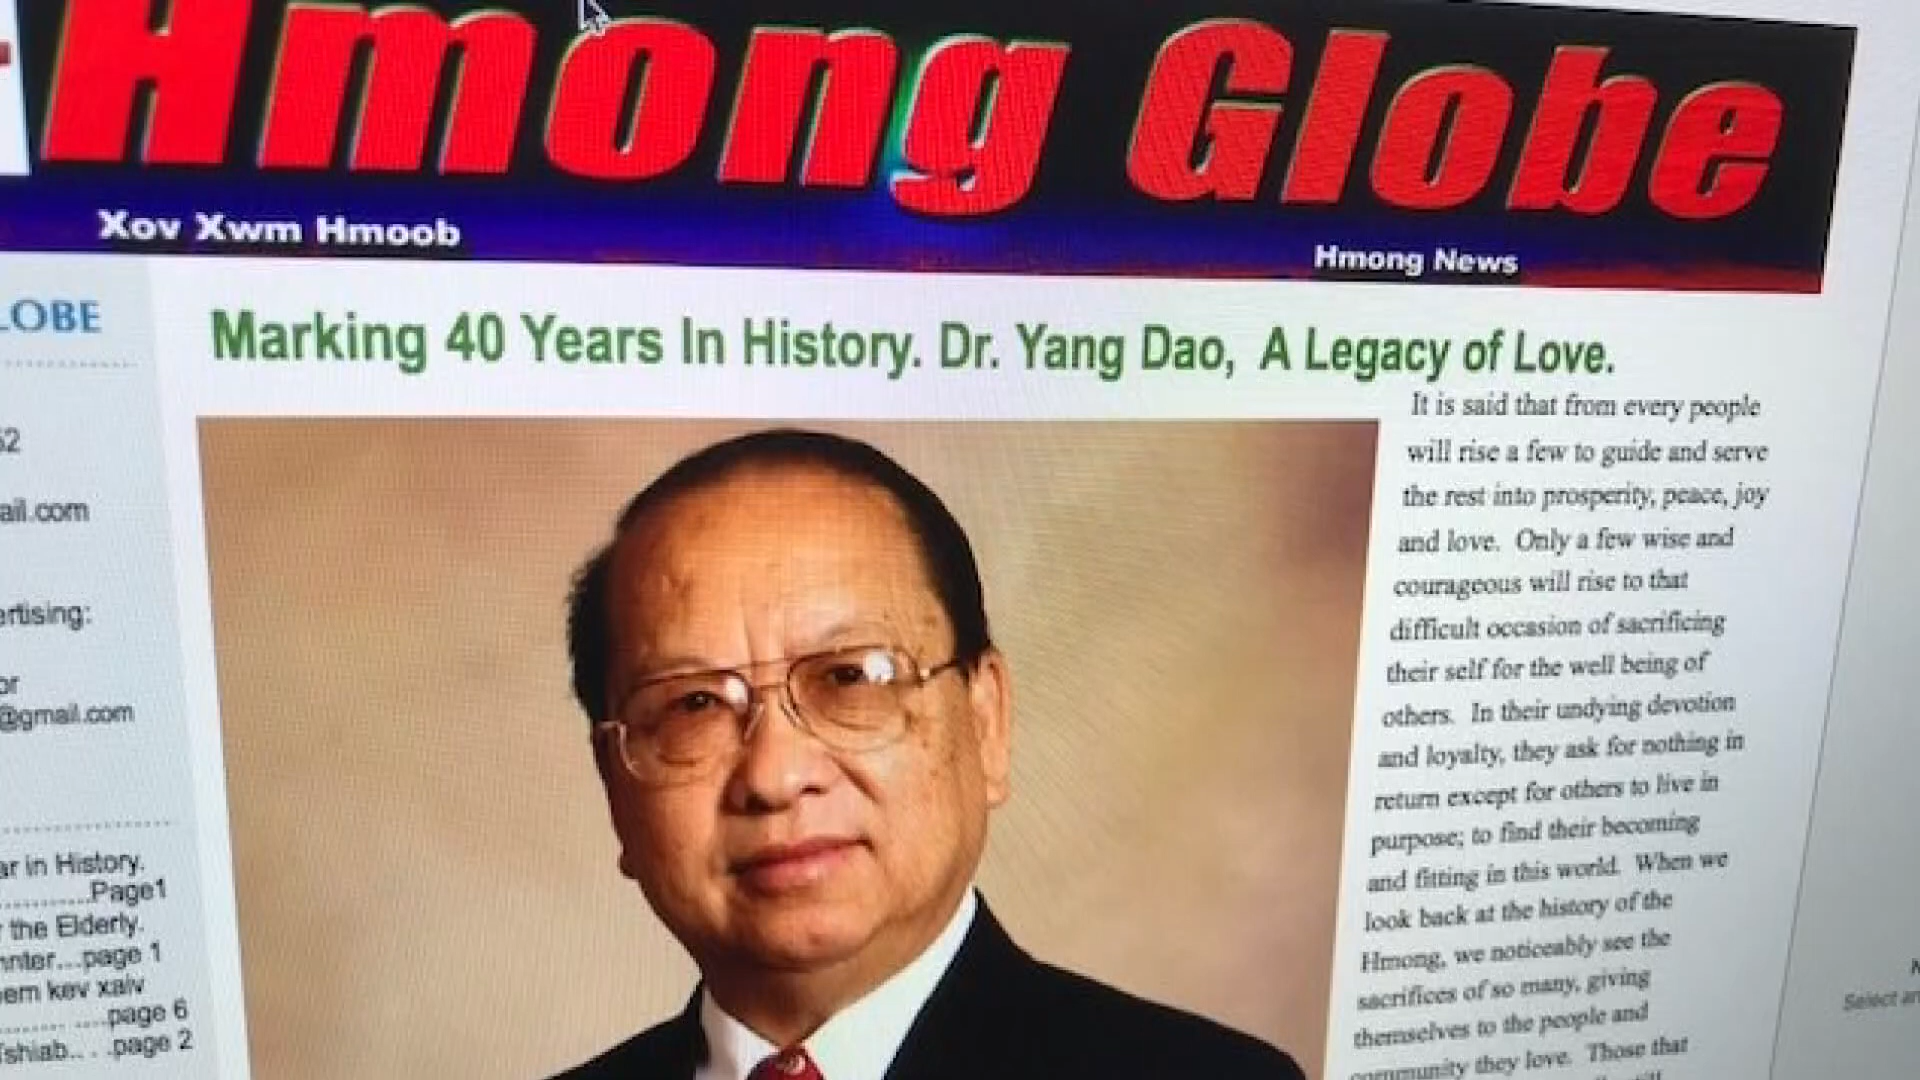 Hmong Globe
Xov Xwm Hmoob
Hmong News
LOBE
52
ail.com
ertising:
or
@gmail.com
ar in History.
............Page1
the Elderly.
nter...page 1
em kev xaiv
............page 6
Tshiab.. . .page 2
Marking 40 Years In History. Dr. Yang Dao, A Legacy of Love.
It is said that from every people
will rise a few to guide and serve
the rest into prosperity, peace, joy
and love. Only a few wise and
courageous will rise to that
difficult occasion of sacrificing
their self for the well being of
others. In their undying devotion
and loyalty, they ask for nothing in
return except for others to live in
purpose; to find their becoming
and fitting in this world. When we
look back at the history of the
Hmong, we noticeably see the
sacrifices of so many, giving
themselves to the people and
community they love. Those that
Select an